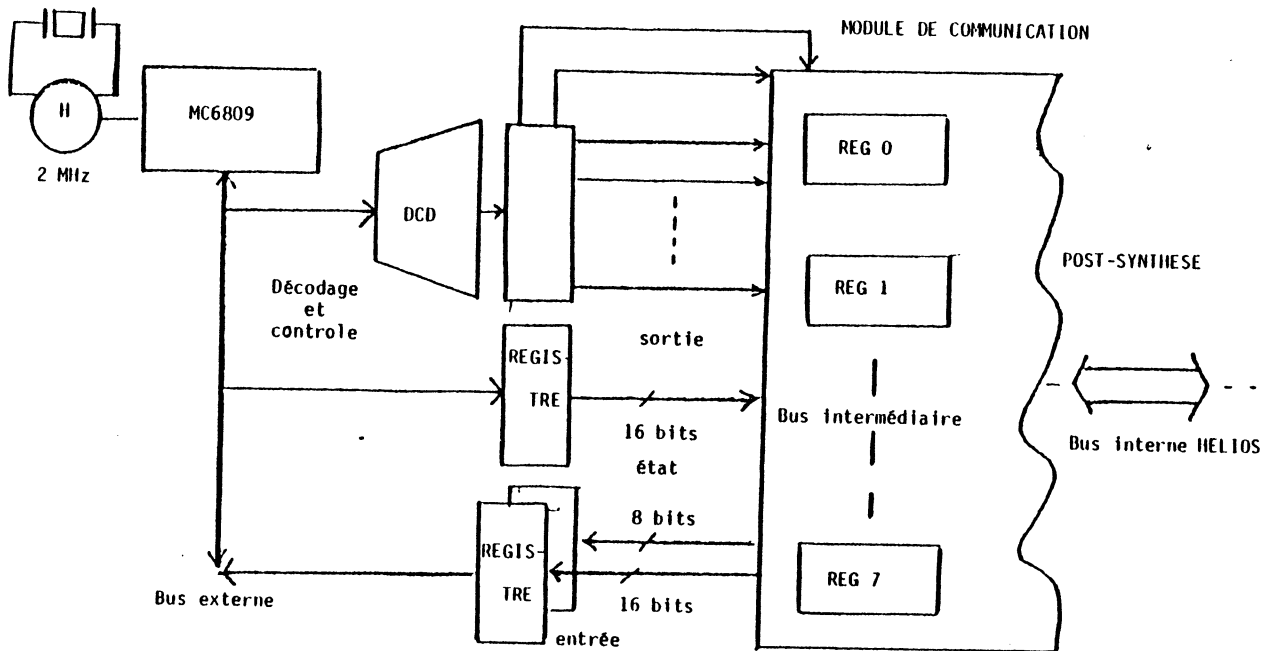 MODULE DE COMMUNICATION
H
MC6809
2 MHz
REG 0
DCD
POST-SYNTHESE
REG 1
Décodage
et
controle
sortie
REGIS-
TRE
16 bits
Bus intermédiaire
Bus interne HELIOS
état
8 bits
REGIS-
TRE
16 bits
REG 7
Bus externe
entrée